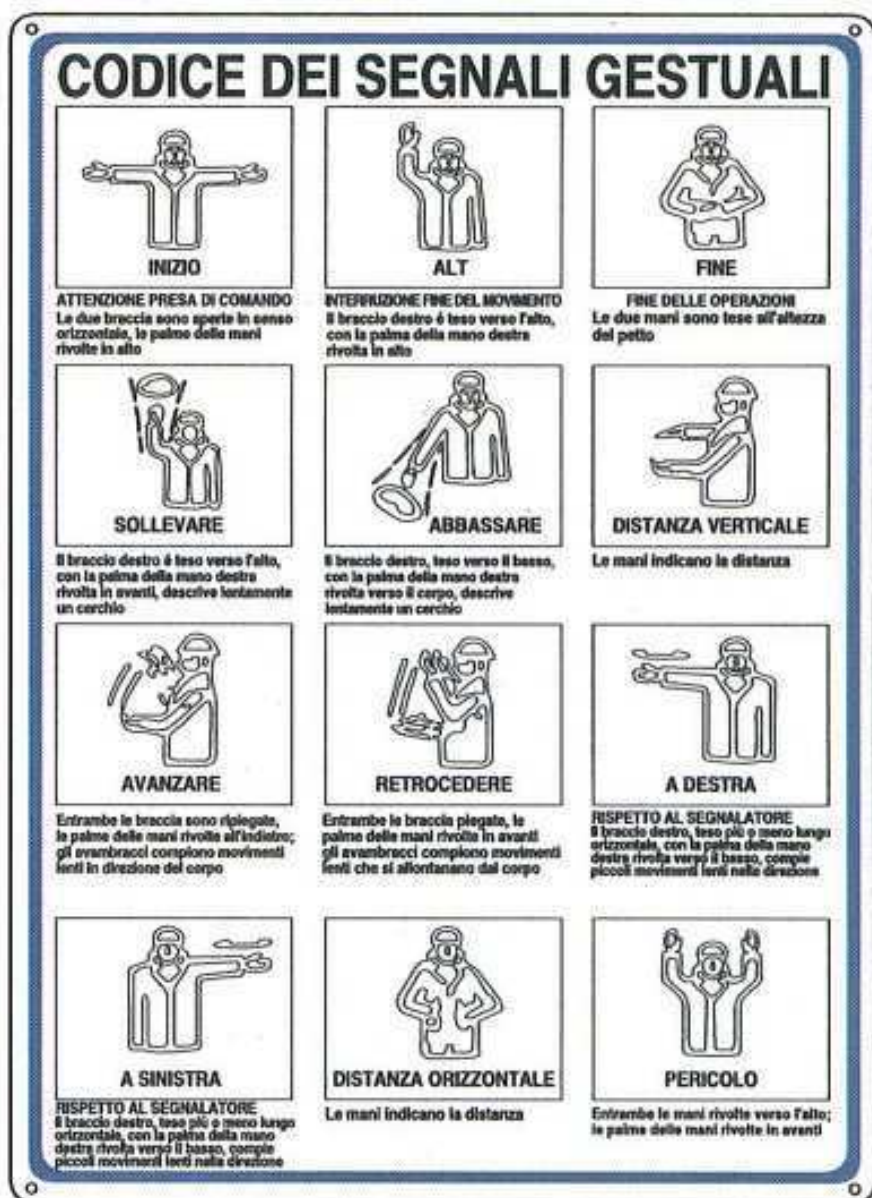 CODICE DEI SEGNALI GESTUALI
INIZIO
ATTENZIONE PRESA DI COMANDO
Le due braccia sono aperte in senso
orizzontale, le palme delle mani
rivolte in alto
ALT
INTERRUZIONE FINE DEL MOVIMENTO
Il braccio destro é teso verso l'alto,
con la palma della mano destra
rivolta in alto
FINE
FINE DELLE OPERAZIONI
Le due mani sono tese all'altezza
del petto
SOLLEVARE
Il braccio destro é teso verso l'alto,
con la palma della mano destra
rivolta in avanti, descrive lentamente
un cerchio
ABBASSARE
Il braccio destro, teso verso il basso,
con la palma della mano destra
rivolta verso il corpo, descrive
lentamente un cerchio
DISTANZA VERTICALE
Le mani indicano la distanza
AVANZARE
Entrambe le braccia sono ripiegate,
le palme delle mani rivolte all'indietro;
gli avambracci compiono movimenti
lenti in direzione del corpo
RETROCEDERE
Entrambe le braccia piegate, le
palme delle mani rivolte in avanti
gli avambracci compiono movimenti
lenti che si allontanano dal corpo
A DESTRA
RISPETTO AL SEGNALATORE
Il braccio destro, teso più o meno lungo
orizzontale, con la palma della mano
destra rivolta verso il basso, compie
piccoli movimenti lenti nella direzione
A SINISTRA
RISPETTO AL SEGNALATORE
Il braccio destro, teso più o meno lungo
orizzontale, con la palma della mano
destra rivolta verso il basso, compie
piccoli movimenti lenti nella direzione
DISTANZA ORIZZONTALE
Le mani indicano la distanza
PERICOLO
Entrambe le mani rivolte verso l'alto;
le palme delle mani rivolte in avanti